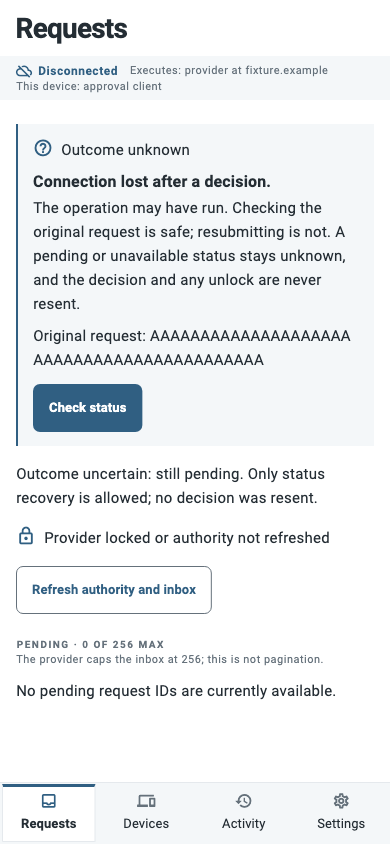 Requests
Disconnected Executes: provider at fixture.example
This device: approval client
Outcome unknown
Connection lost after a decision.
The operation may have run. Checking the
original request is safe; resubmitting is not. A
pending or unavailable status stays unknown,
and the decision and any unlock are never
resent.
Original request: AAAAAAAAAAAAAAAAAAAA
AAAAAAAAAAAAAAAAAAAAAAA
Check status
Outcome uncertain: still pending. Only status
recovery is allowed; no decision was resent.
Provider locked or authority not refreshed
Refresh authority and inbox
PENDING · 0 OF 256 MAX
The provider caps the inbox at 256; this is not pagination.
No pending request IDs are currently available.
Requests Devices Activity Settings